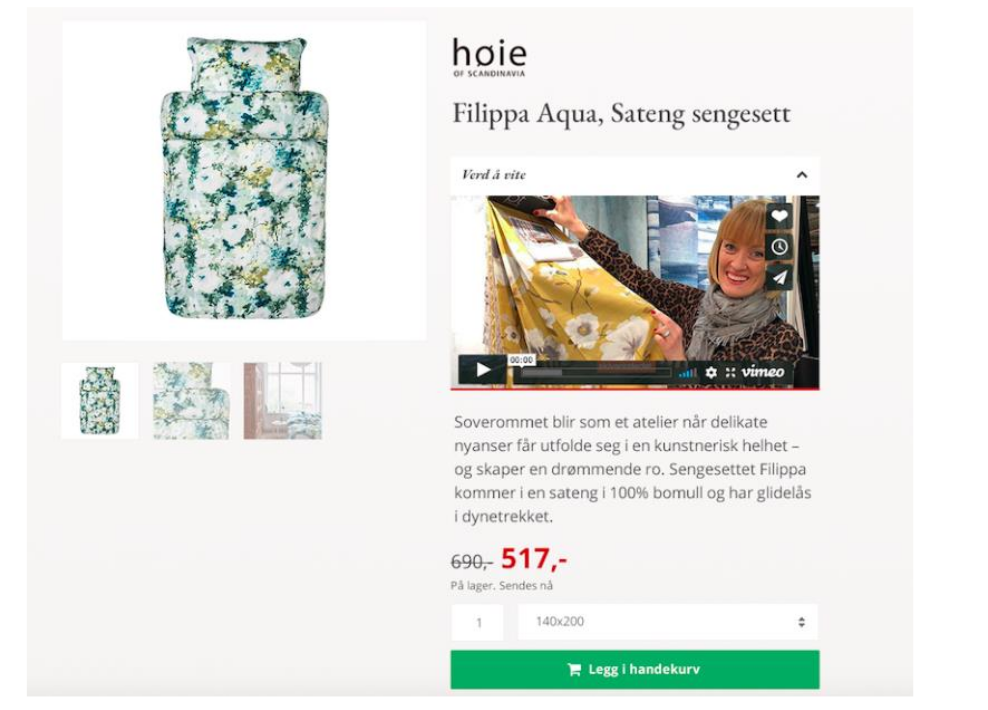 høie
OF SCANDINAVIA
Filippa Aqua, Sateng sengesett
Verd å vite
00:00
vimeo
Soverommet blir som et atelier når delikate
nyanser får utfolde seg i en kunstnerisk helhet –
og skaper en drømmende ro. Sengesettet Filippa
kommer i en sateng i 100% bomull og har glidelås
i dynetrekket.
690,- 517,-
På lager. Sendes nå
1 140x200
Legg i handekurv